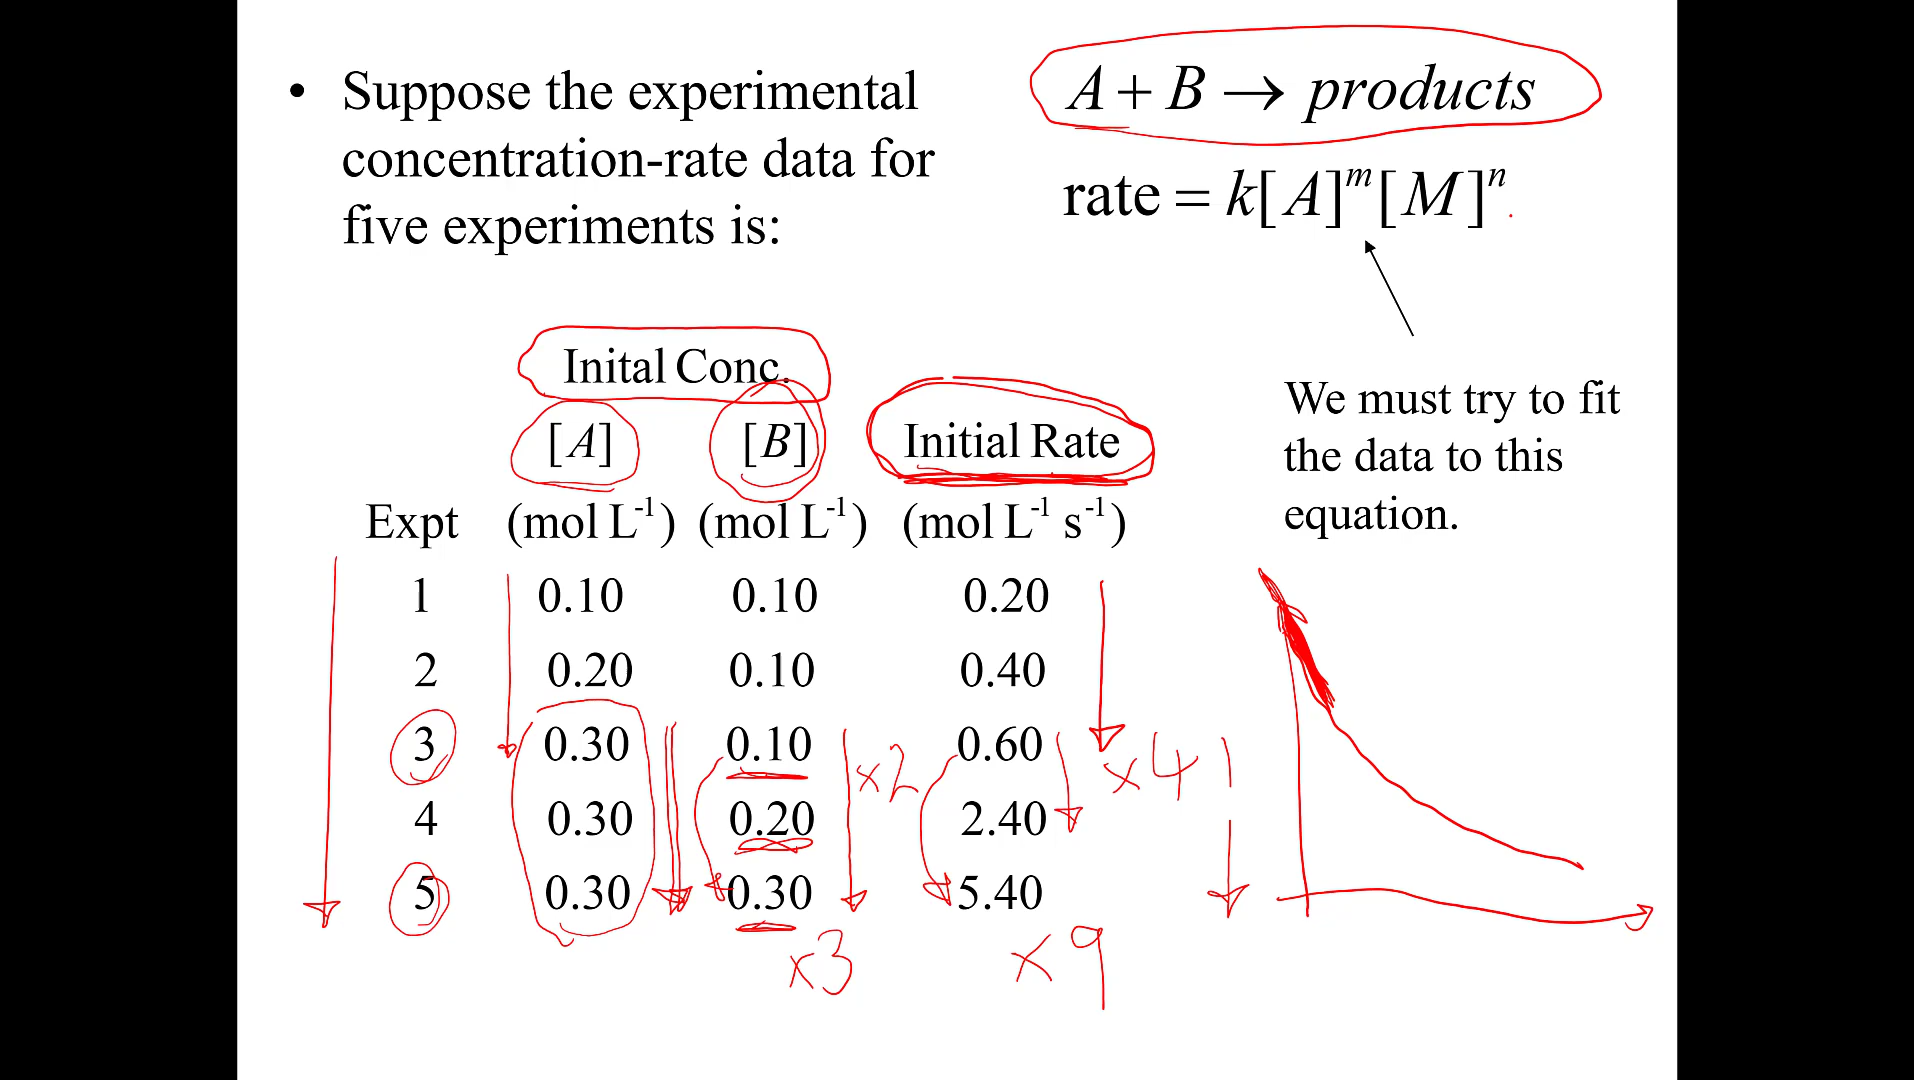 • Suppose the experimental
concentration-rate data for
five experiments is:
A + B → products
rate = k[A]ᵐ[M]ⁿ
We must try to fit
the data to this
equation.
Inital Conc.
[A] [B] Initial Rate
Expt (mol L⁻¹) (mol L⁻¹) (mol L⁻¹ s⁻¹)
1 0.10 0.10 0.20
2 0.20 0.10 0.40
3 0.30 0.10 0.60
x2 x4
4 0.30 0.20 2.40
5 0.30 0.30 5.40
x3 x9